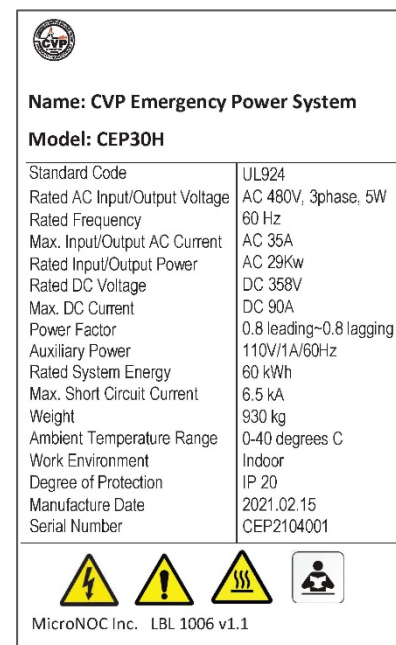 CVP
Name: CVP Emergency Power System
Model: CEP30H
Standard Code UL924
Rated AC Input/Output Voltage AC 480V, 3phase, 5W
Rated Frequency 60 Hz
Max. Input/Output AC Current AC 35A
Rated Input/Output Power AC 29Kw
Rated DC Voltage DC 358V
Max. DC Current DC 90A
Power Factor 0.8 leading~0.8 lagging
Auxiliary Power 110V/1A/60Hz
Rated System Energy 60 kWh
Max. Short Circuit Current 6.5 kA
Weight 930 kg
Ambient Temperature Range 0-40 degrees C
Work Environment Indoor
Degree of Protection IP 20
Manufacture Date 2021.02.15
Serial Number CEP2104001
MicroNOC Inc. LBL 1006 v1.1